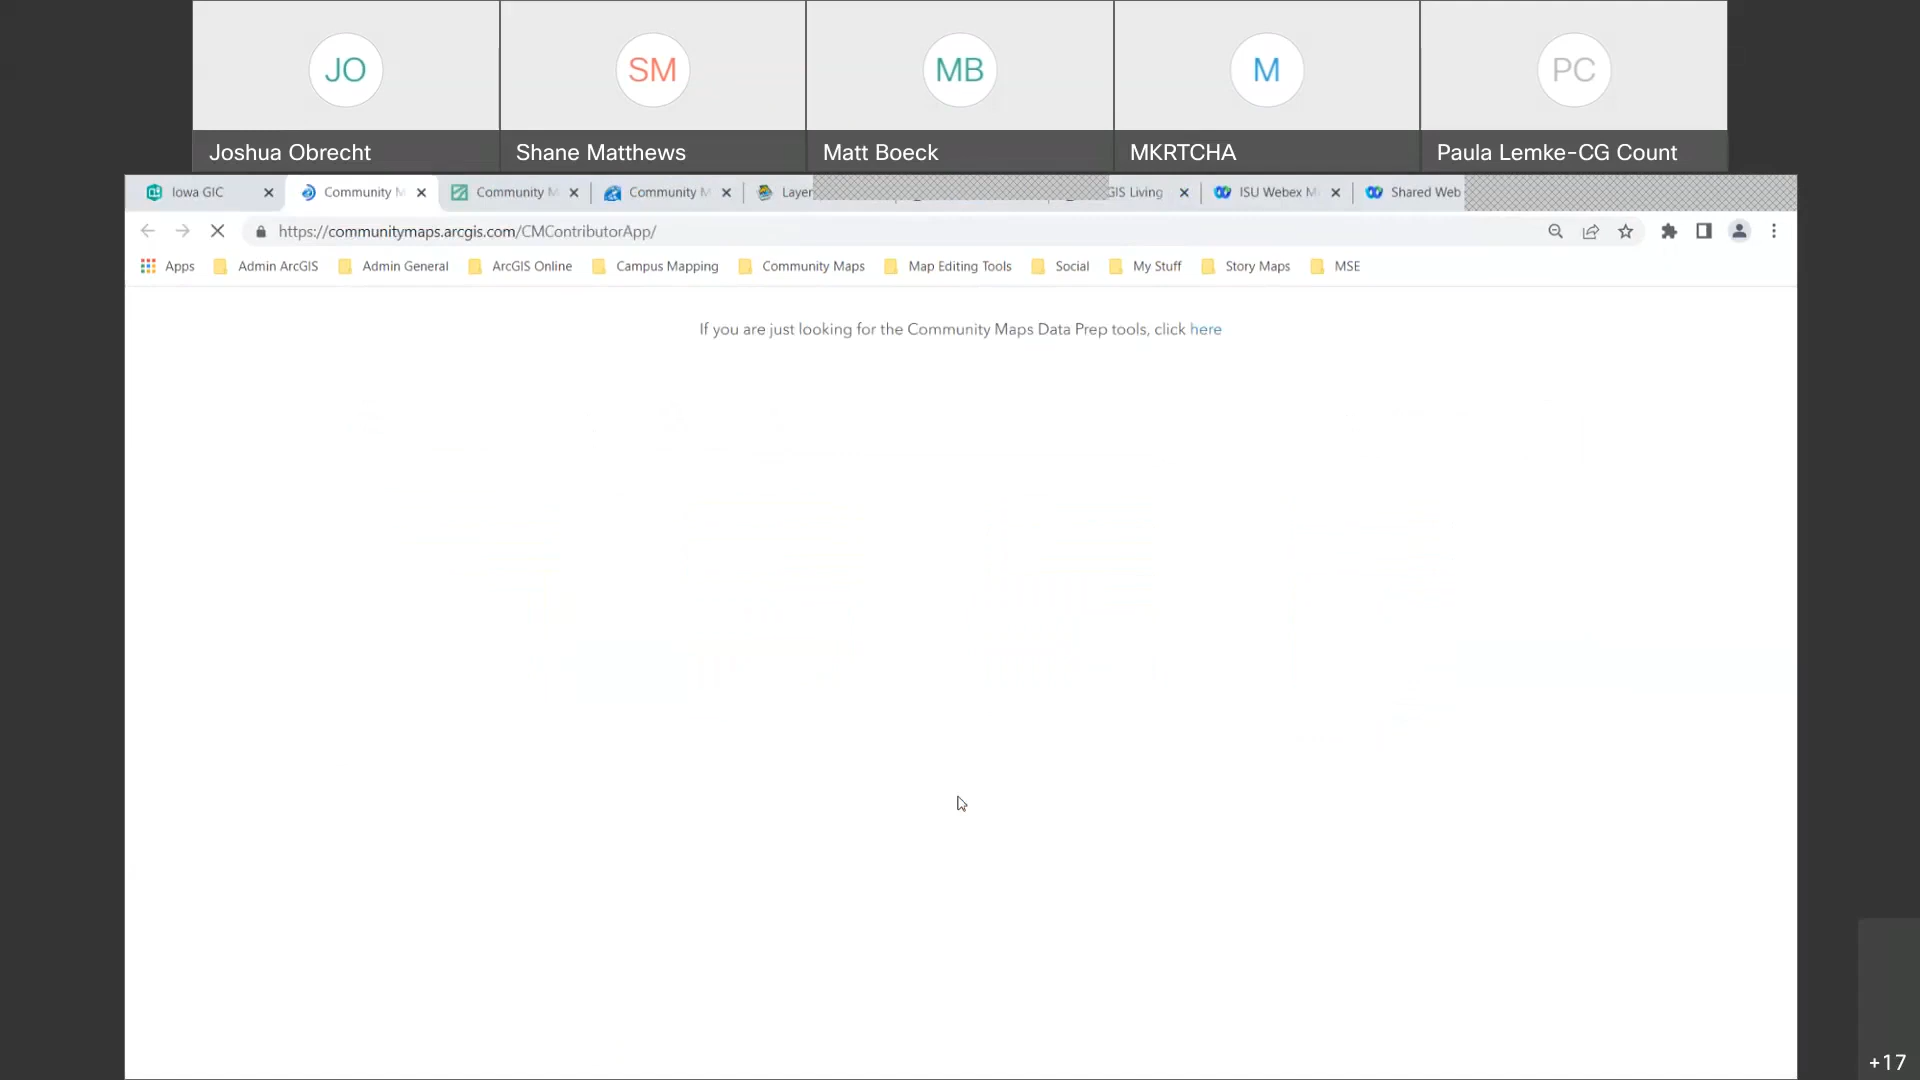 JO SM MB M PC
Joshua Obrecht Shane Matthews Matt Boeck MKRTCHA Paula Lemke-CG Count
Iowa GIC Community M Community M Community M Layer GIS Living ISU Webex M Shared Web
https://communitymaps.arcgis.com/CMContributorApp/
Apps Admin ArcGIS Admin General ArcGIS Online Campus Mapping Community Maps Map Editing Tools Social My Stuff Story Maps MSE
If you are just looking for the Community Maps Data Prep tools, click here
+17